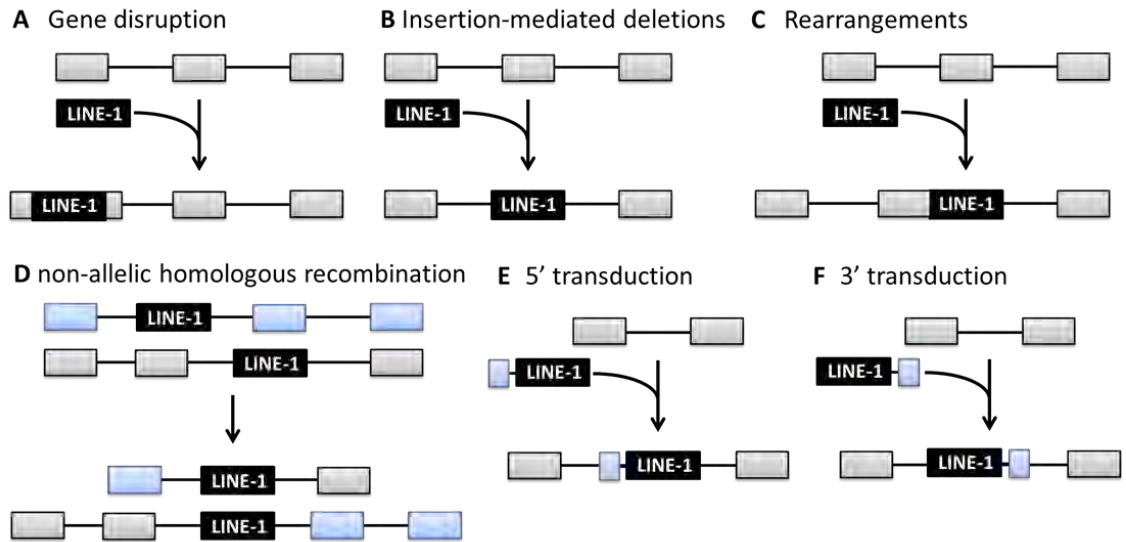 A Gene disruption
B Insertion-mediated deletions
C Rearrangements
LINE-1
LINE-1
LINE-1
LINE-1
LINE-1
LINE-1
D non-allelic homologous recombination
E 5’ transduction
F 3’ transduction
LINE-1
LINE-1
LINE-1
LINE-1
LINE-1
LINE-1
LINE-1
LINE-1